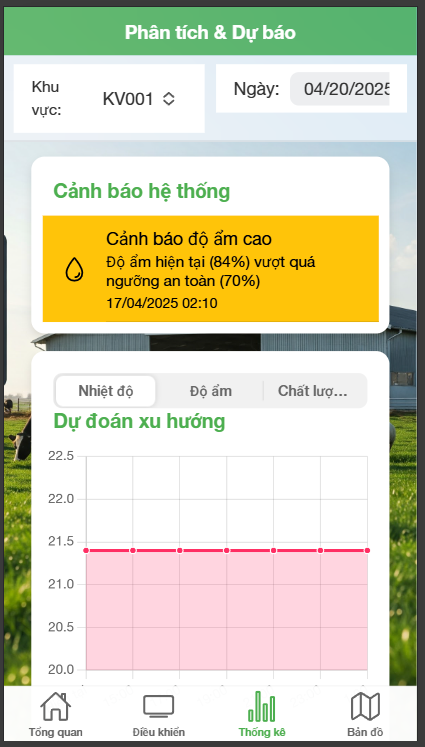 Phân tích & Dự báo
Khu
vực:
KV001
Ngày:
04/20/2025
Cảnh báo hệ thống
Cảnh báo độ ẩm cao
Độ ẩm hiện tại (84%) vượt quá
ngưỡng an toàn (70%)
17/04/2025 02:10
Nhiệt độ
Độ ẩm
Chất lượ...
Dự đoán xu hướng
22.5
22.0
21.5
21.0
20.5
20.0
Tổng quan
Điều khiển
Thống kê
Bản đồ